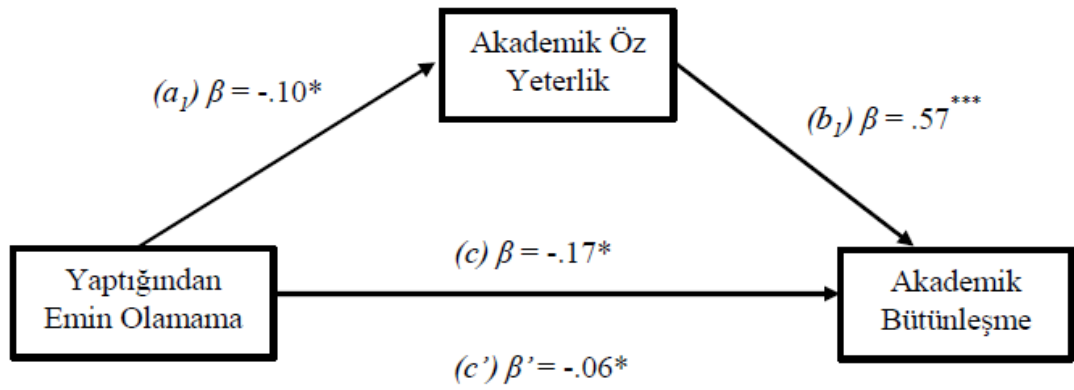 Akademik Öz
Yeterlik
(a₁) β = -.10*
(b₁) β = .57***
Yaptığından
Emin Olamama
(c) β = -.17*
Akademik
Bütünleşme
(c’) β’ = -.06*